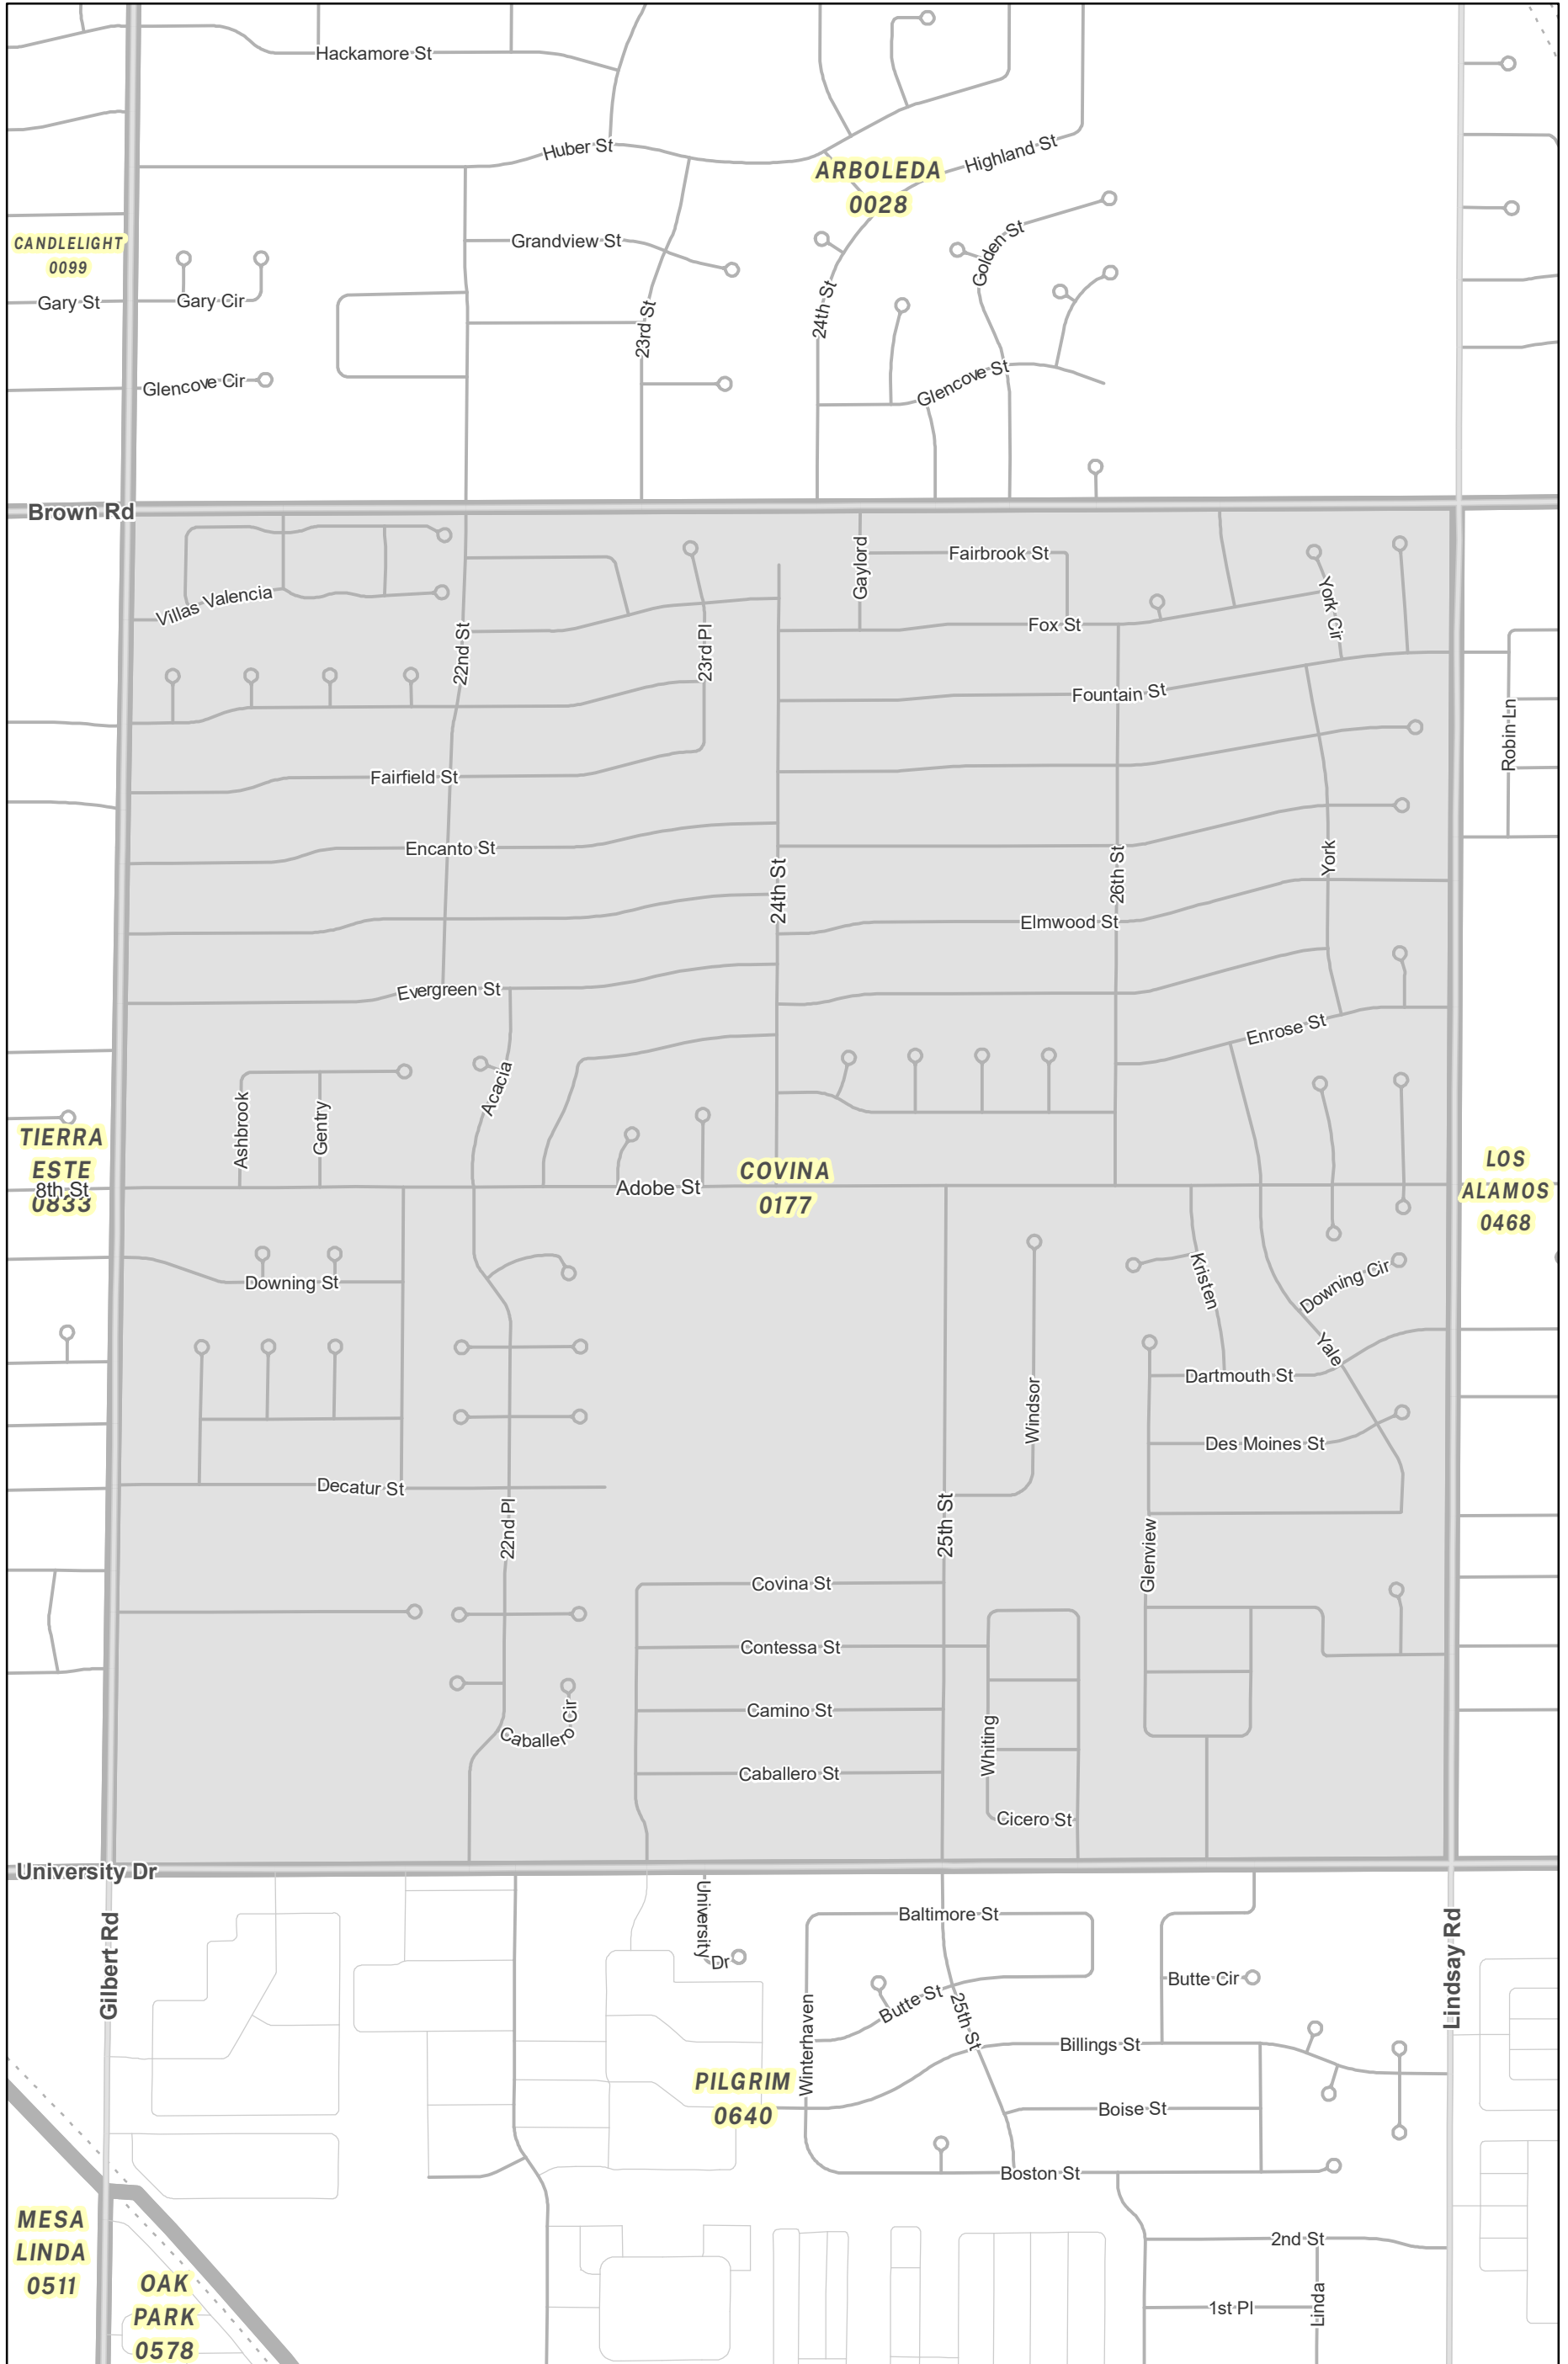 Hackamore St
Huber St
Highland St
ARBOLEDA
0028
CANDLELIGHT
0099
Grandview St
Golden St
Gary St
Gary Cir
24th St
23rd St
Glencove Cir
Glencove St
Brown Rd
Gaylord
Fairbrook St
Villas Valencia
York Cir
Fox St
22nd St
23rd Pl
Fountain St
Robin Ln
Fairfield St
Encanto St
24th St
26th St
York
Elmwood St
Evergreen St
Enrose St
Acacia
Ashbrook
Gentry
TIERRA
ESTE
0833
8th St
Adobe St
COVINA
0177
LOS
ALAMOS
0468
Downing St
Kristen
Downing Cir
Yale
Dartmouth St
Windsor
Des Moines St
Decatur St
22nd Pl
25th St
Glenview
Covina St
Contessa St
Camino St
Caballero Cir
Whiting
Caballero St
Cicero St
University Dr
Gilbert Rd
University Dr
Baltimore St
Lindsay Rd
Butte Cir
Butte St
25th St
Winterhaven
Billings St
PILGRIM
0640
Boise St
Boston St
MESA
LINDA
0511
2nd St
OAK
PARK
0578
1st Pl
Linda